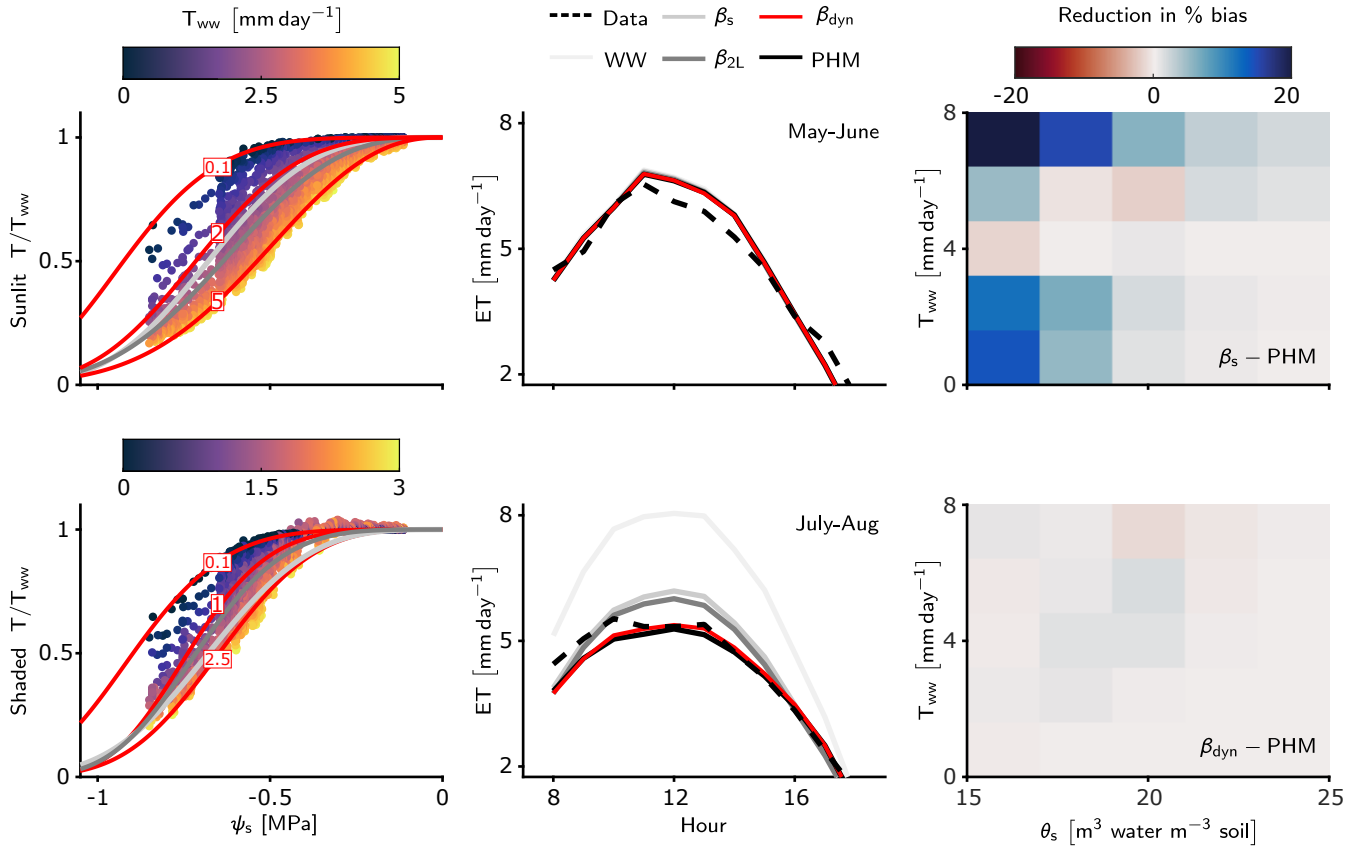 T_ww [mm day⁻¹]
0 2.5 5
Data β_s β_dyn
WW β_2L PHM
Reduction in % bias
-20 0 20
Sunlit T/T_ww
1
0.5
0
0.1
2
5
ET [mm day⁻¹]
8
5
2
May-June
T_ww [mm day⁻¹]
8
4
0
β_s − PHM
0 1.5 3
Shaded T/T_ww
1
0.5
0
0.1
1
2.5
-1 -0.5 0
ψ_s [MPa]
ET [mm day⁻¹]
8
5
2
July-Aug
8 12 16
Hour
T_ww [mm day⁻¹]
8
4
0
β_dyn − PHM
15 20 25
θ_s [m³ water m⁻³ soil]